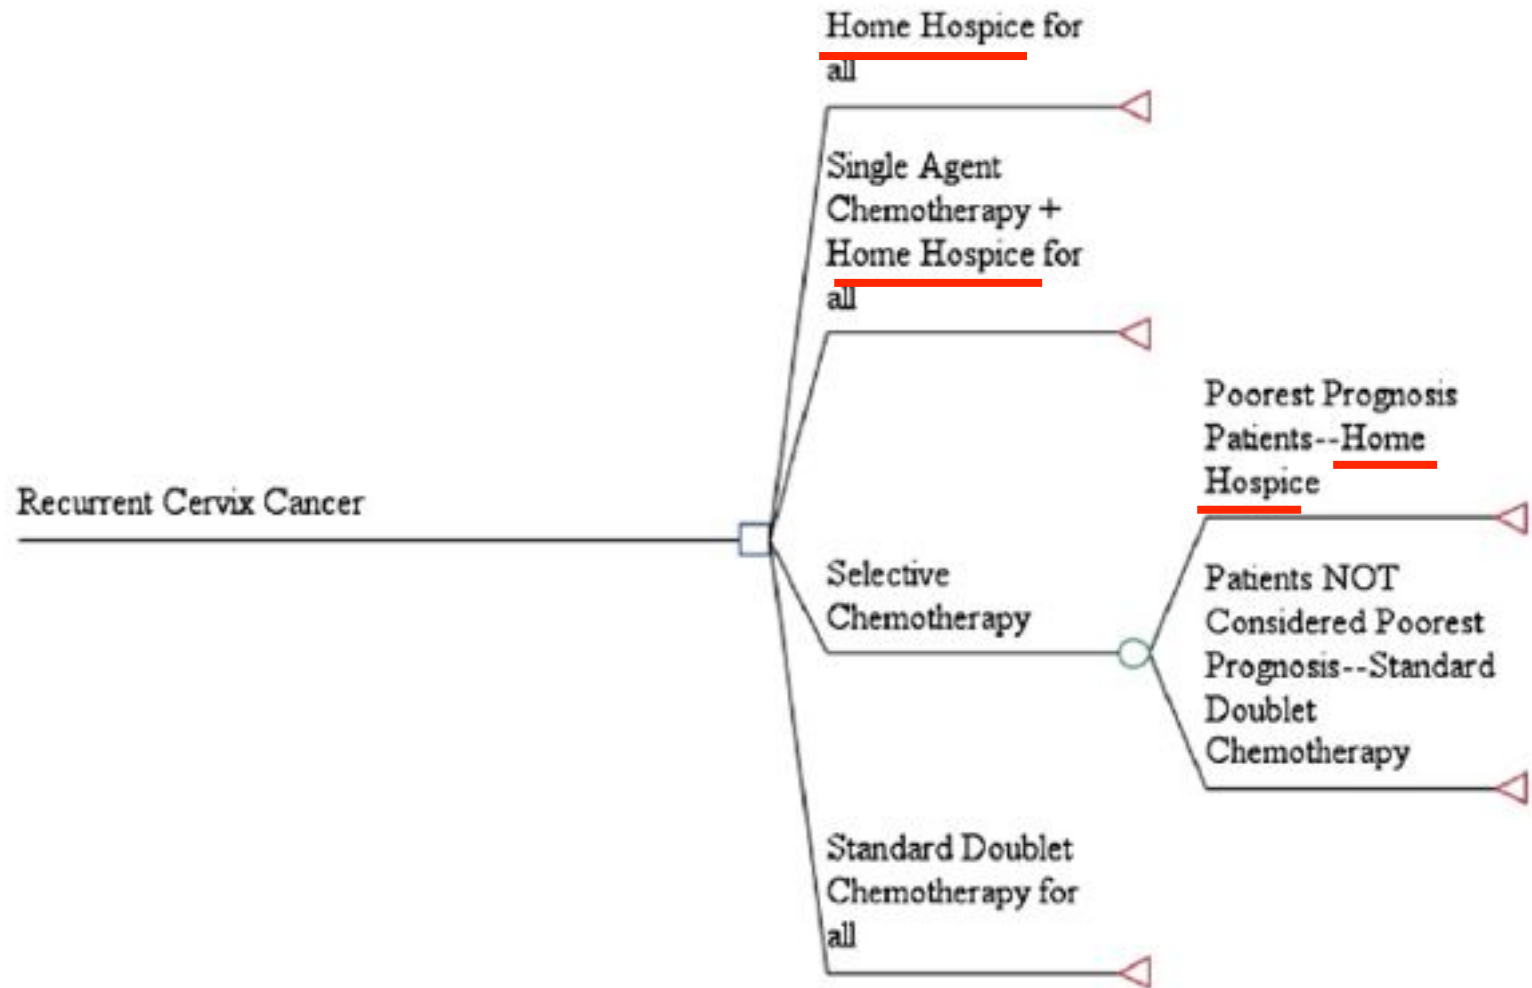 Home Hospice for
all
Single Agent
Chemotherapy +
Home Hospice for
all
Poorest Prognosis
Patients--Home
Hospice
Recurrent Cervix Cancer
Selective
Chemotherapy
Patients NOT
Considered Poorest
Prognosis--Standard
Doublet
Chemotherapy
Standard Doublet
Chemotherapy for
all